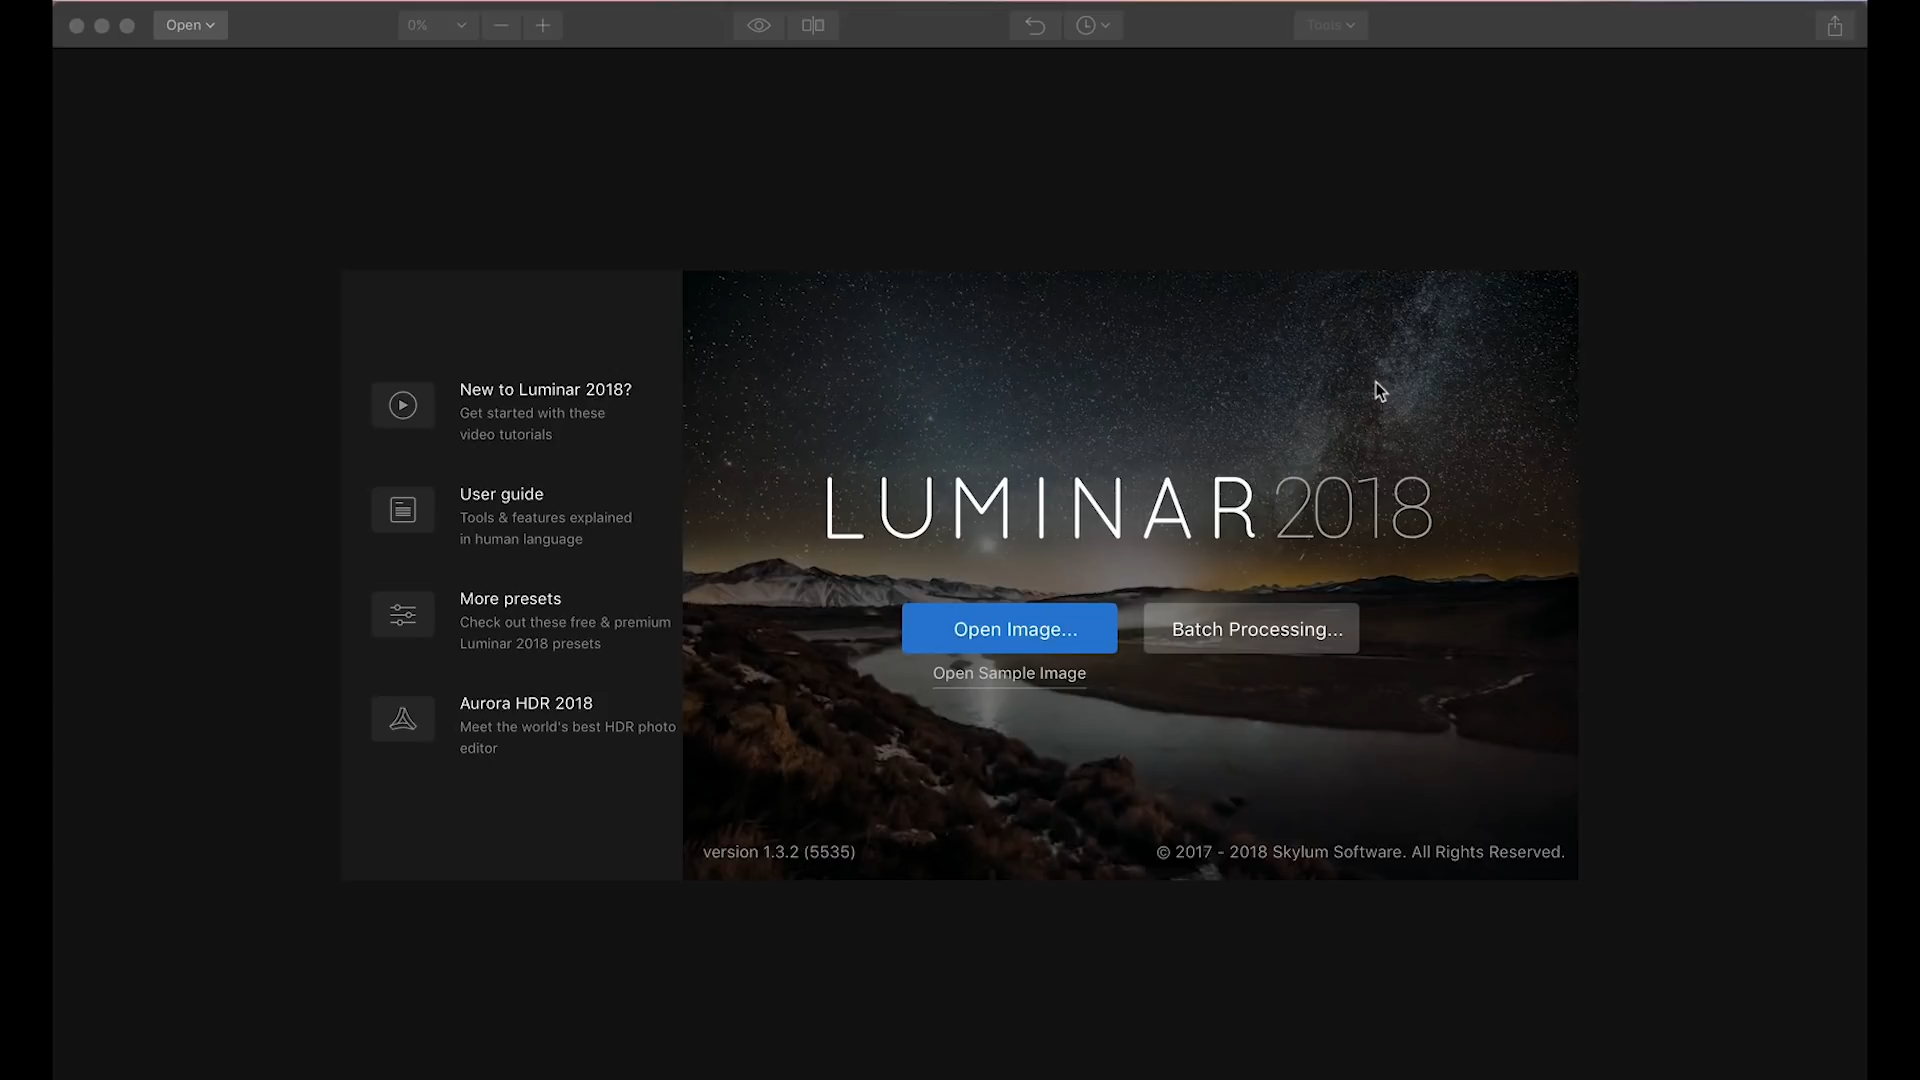 Open
0%
Tools
New to Luminar 2018?
Get started with these
video tutorials
User guide
Tools & features explained
in human language
More presets
Check out these free & premium
Luminar 2018 presets
Aurora HDR 2018
Meet the world's best HDR photo
editor
LUMINAR 2018
Open Image...
Batch Processing...
Open Sample Image
version 1.3.2 (5535)
© 2017 - 2018 Skylum Software. All Rights Reserved.